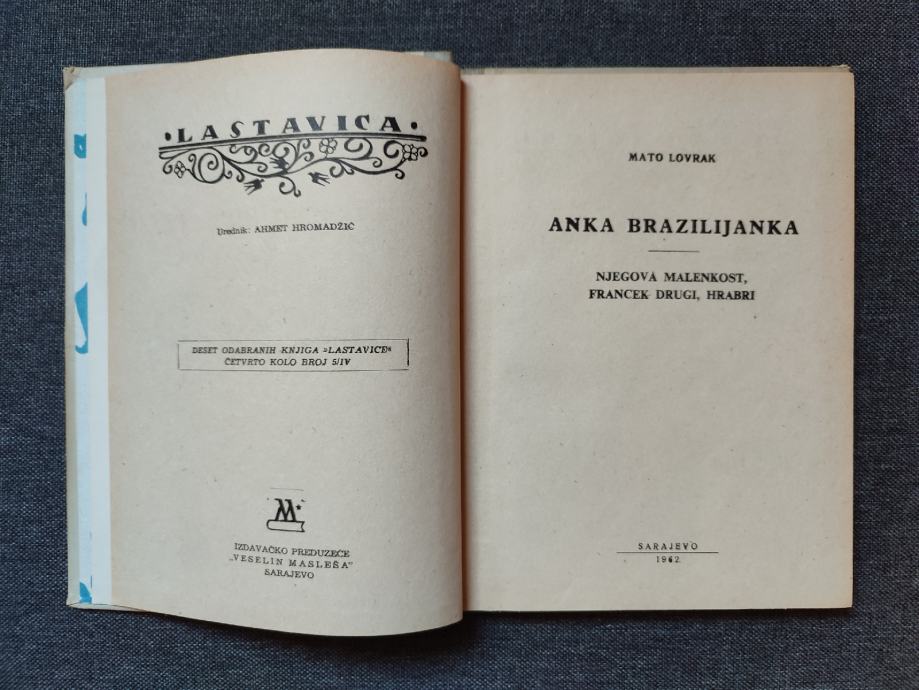 ·LASTAVICA·
Urednik: AHMET HROMADŽIĆ
DESET ODABRANIH KNJIGA »LASTAVICE«
ČETVRTO KOLO BROJ 5/IV
M
IZDAVAČKO PREDUZEĆE
„VESELIN MASLEŠA"
SARAJEVO
MATO LOVRAK
ANKA BRAZILIJANKA
NJEGOVA MALENKOST,
FRANCEK DRUGI, HRABRI
SARAJEVO
1962